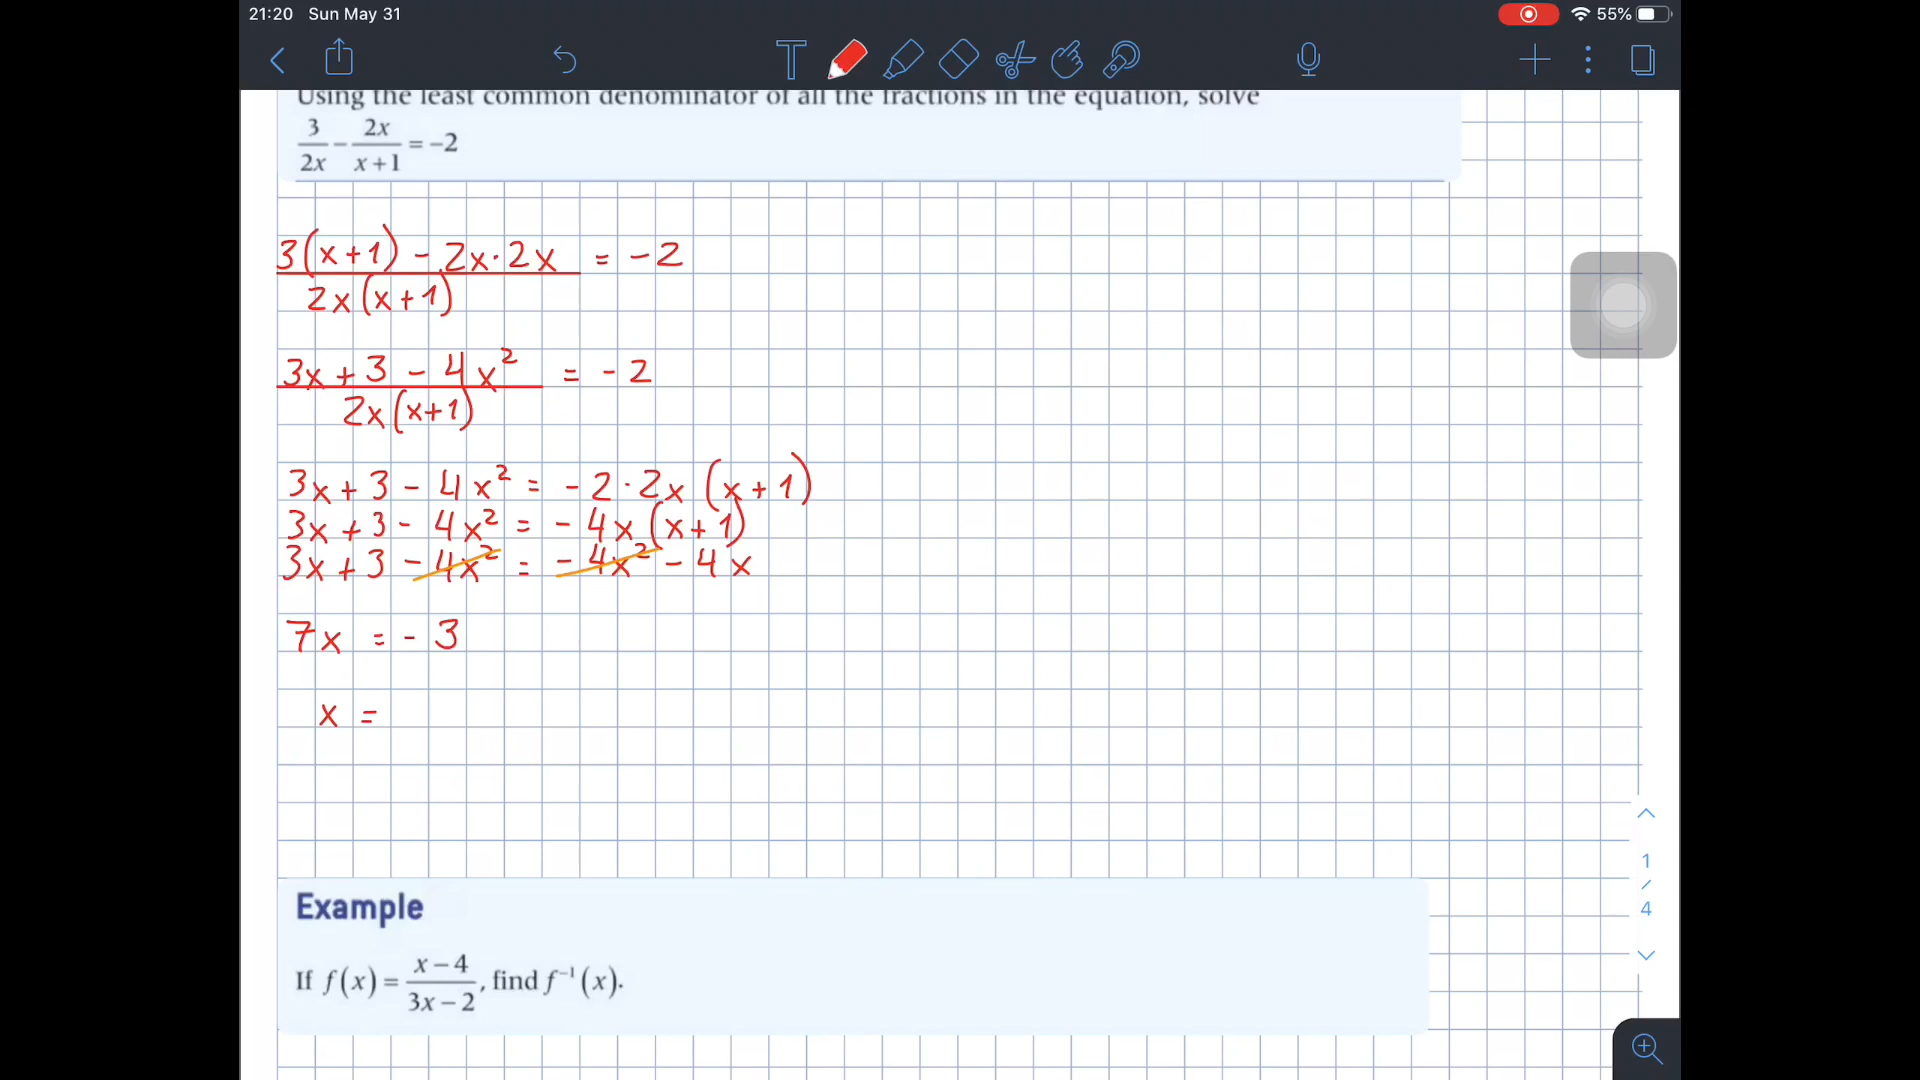 21:20 Sun May 31 55%
T
Using the least common denominator of all the fractions in the equation, solve
3/2x − 2x/x+1 = −2
3(x+1) - 2x·2x / 2x(x+1) = -2
3x+3 - 4x² / 2x(x+1) = -2
3x+3 - 4x² = -2·2x (x+1)
3x+3 - 4x² = -4x (x+1)
3x+3 - 4x² = -4x² - 4x
7x = -3
x =
1
/
4
Example
If f(x) = x−4/3x−2, find f⁻¹(x).